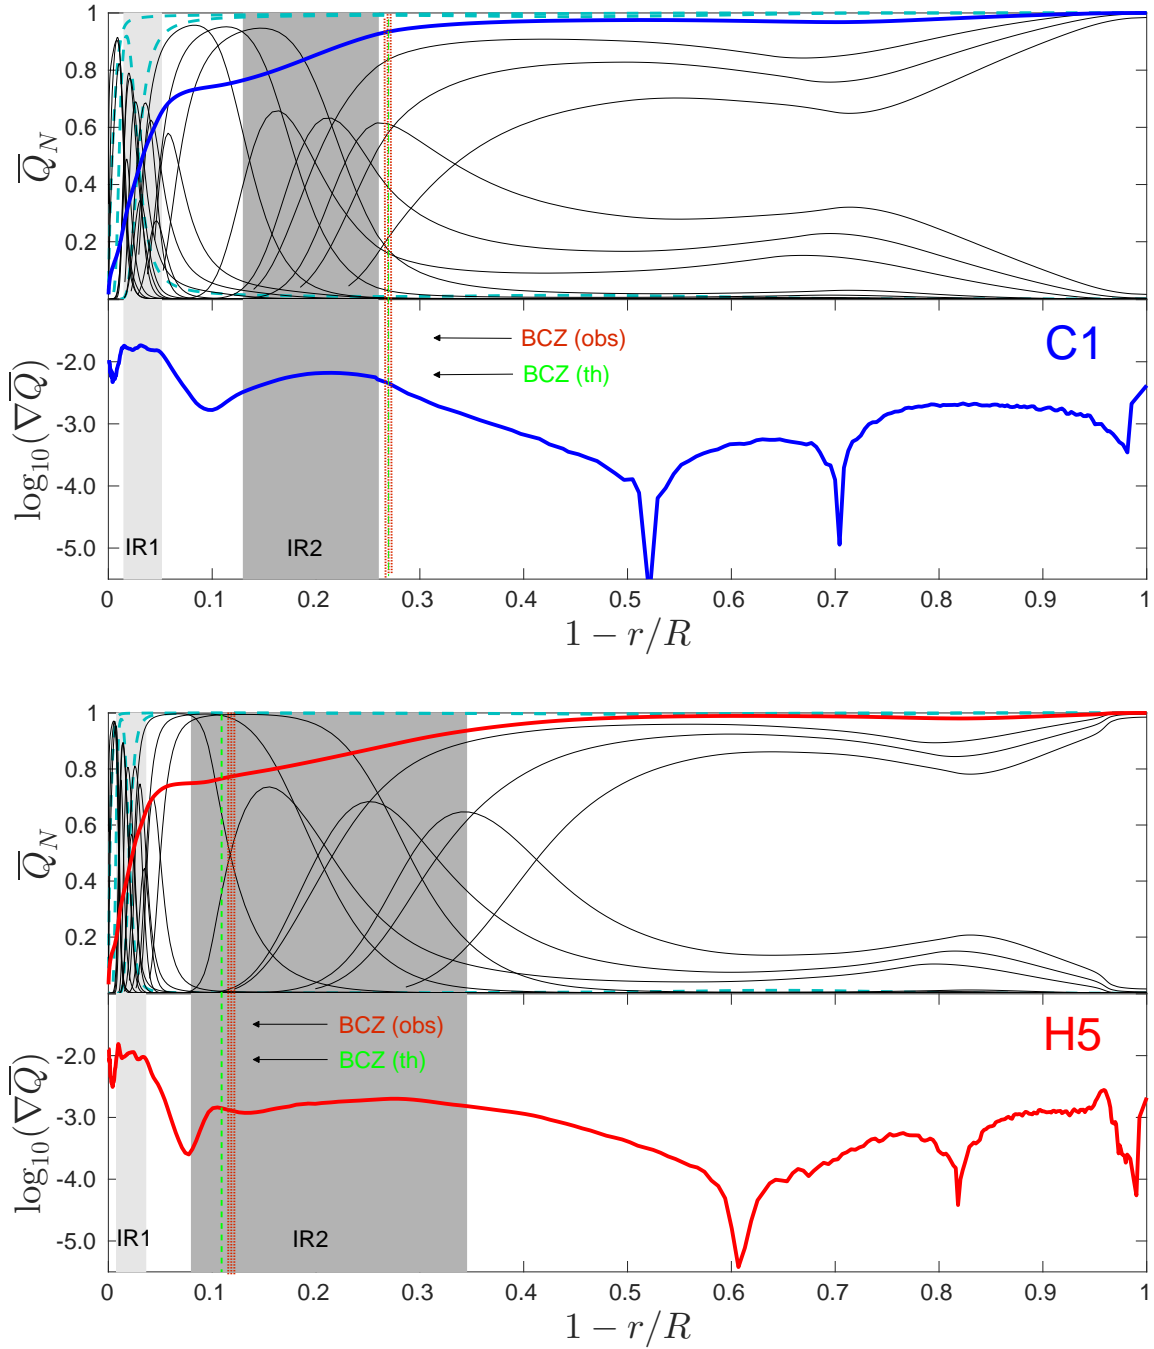 1
0.8
0.6
0.4
0.2
Q̅_N
-2.0
-3.0
-4.0
-5.0
log₁₀(∇Q̅)
BCZ (obs)
BCZ (th)
C1
IR1
IR2
0 0.1 0.2 0.3 0.4 0.5 0.6 0.7 0.8 0.9 1
1 − r/R
1
0.8
0.6
0.4
0.2
Q̅_N
-2.0
-3.0
-4.0
-5.0
log₁₀(∇Q̅)
BCZ (obs)
BCZ (th)
H5
IR1
IR2
0 0.1 0.2 0.3 0.4 0.5 0.6 0.7 0.8 0.9 1
1 − r/R